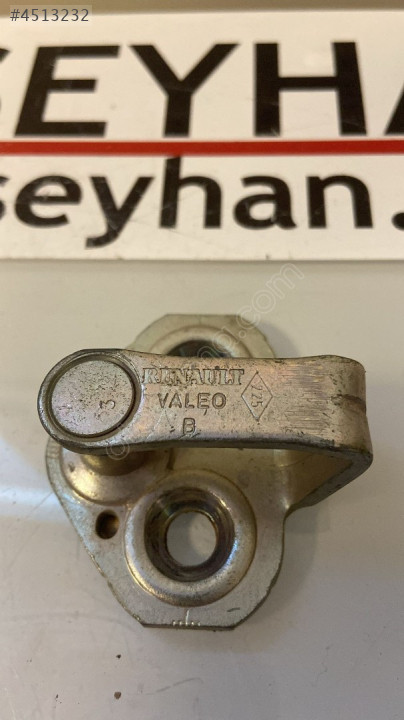 #4513232
SEYHA
seyhan.
RENAULT
VALEO
B
3